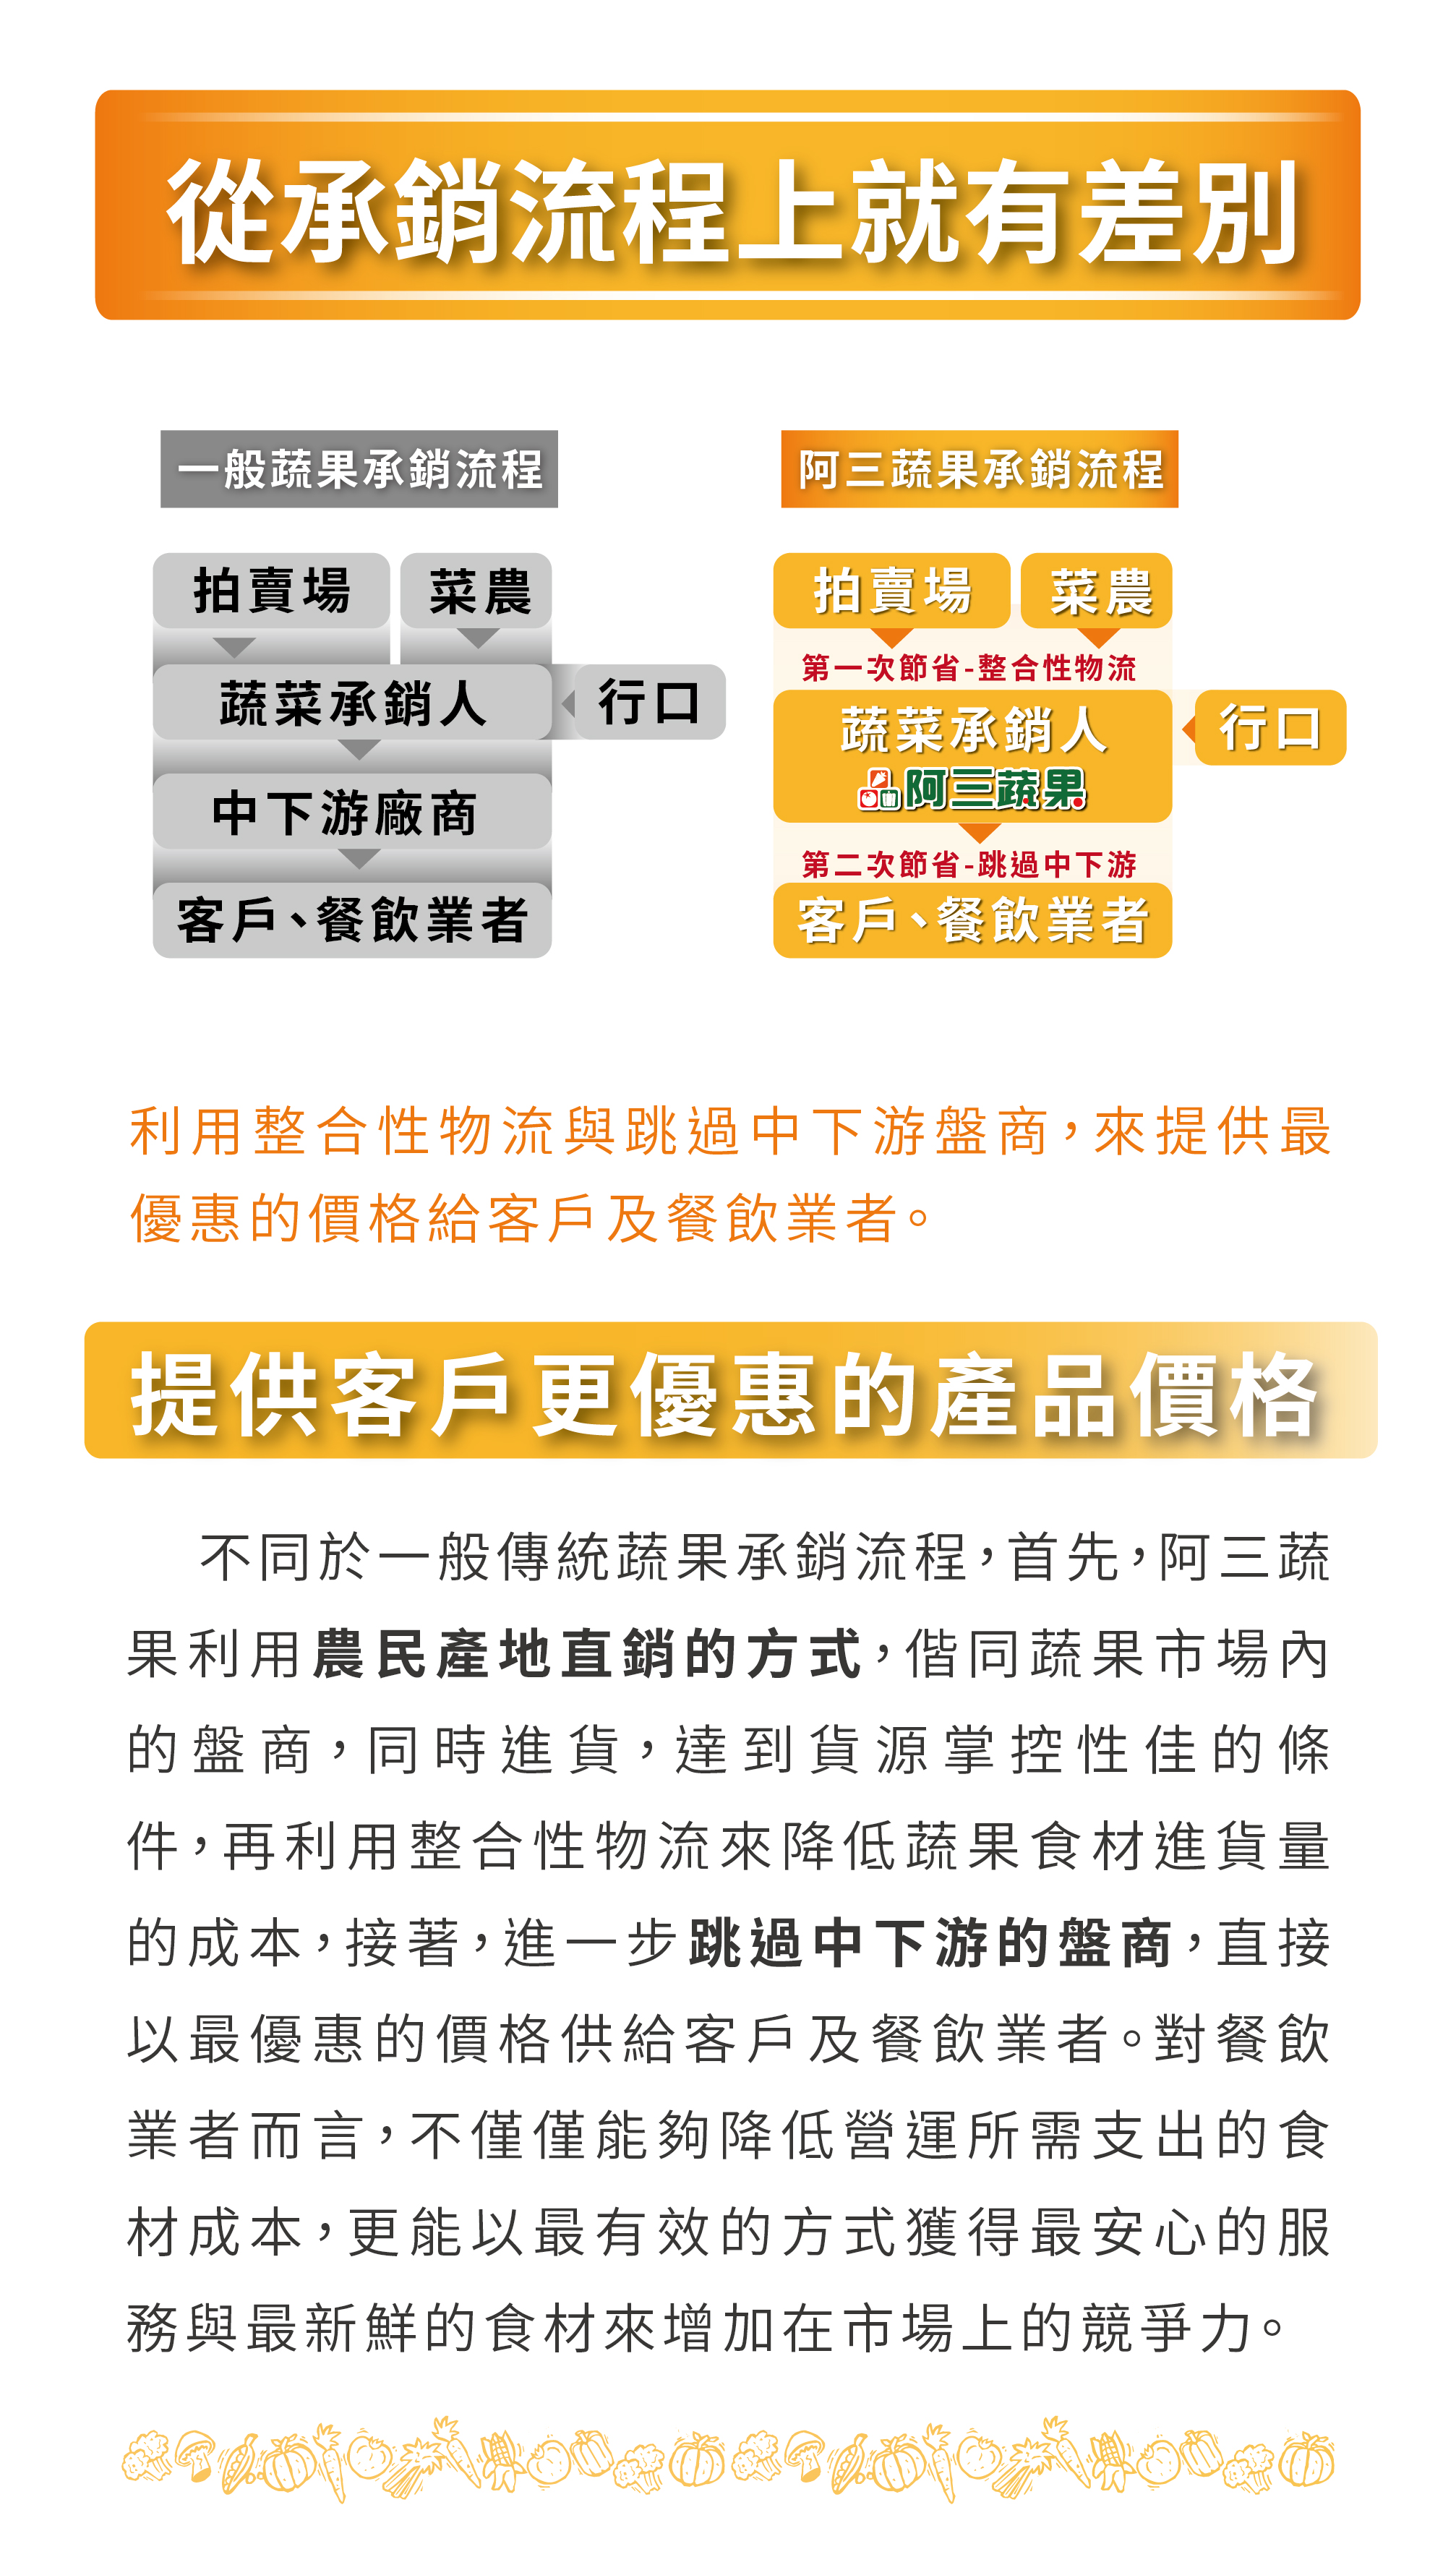 從承銷流程上就有差別
一般蔬果承銷流程
拍賣場 菜農
蔬菜承銷人 行口
中下游廠商
客戶、餐飲業者
阿三蔬果承銷流程
拍賣場 菜農
第一次節省-整合性物流
蔬菜承銷人 行口
阿三蔬果
第二次節省-跳過中下游
客戶、餐飲業者
利用整合性物流與跳過中下游盤商，來提供最
優惠的價格給客戶及餐飲業者。
提供客戶更優惠的產品價格
不同於一般傳統蔬果承銷流程，首先，阿三蔬
果利用農民產地直銷的方式，偕同蔬果市場內
的盤商，同時進貨，達到貨源掌控性佳的條
件，再利用整合性物流來降低蔬果食材進貨量
的成本，接著，進一步跳過中下游的盤商，直接
以最優惠的價格供給客戶及餐飲業者。對餐飲
業者而言，不僅僅能夠降低營運所需支出的食
材成本，更能以最有效的方式獲得最安心的服
務與最新鮮的食材來增加在市場上的競爭力。